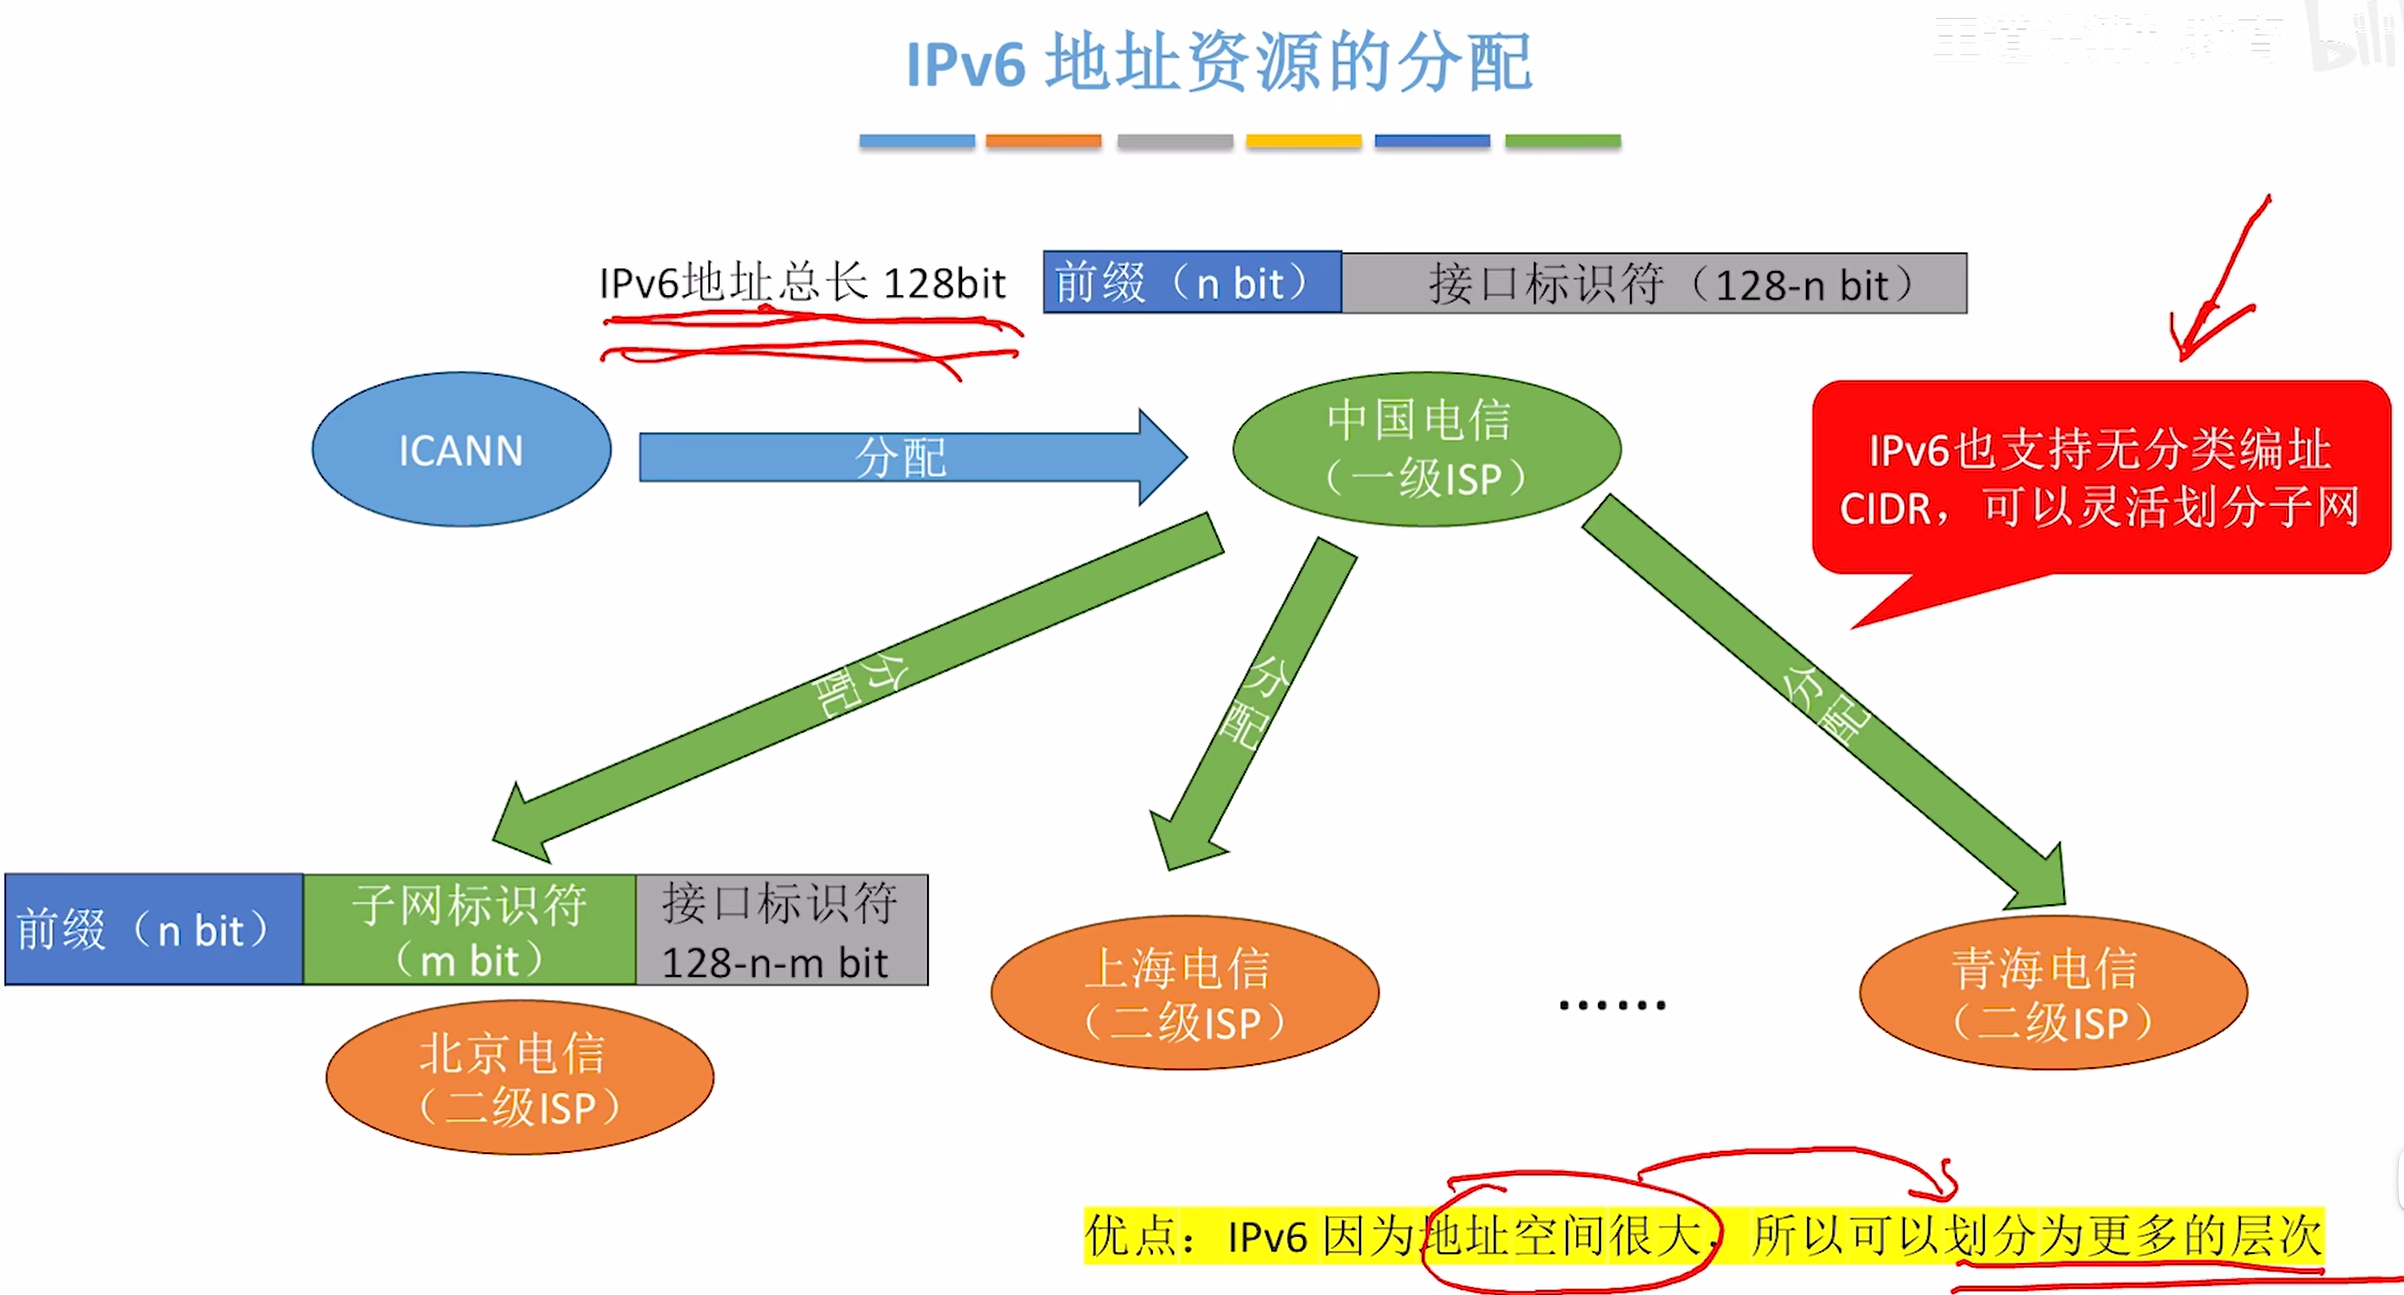 IPv6 地址资源的分配
IPv6地址总长 128bit
前缀（n bit）
接口标识符（128-n bit）
ICANN
分配
中国电信
（一级ISP）
IPv6也支持无分类编址
CIDR，可以灵活划分子网
分配
分配
分配
前缀（n bit）
子网标识符
（m bit）
接口标识符
128-n-m bit
北京电信
（二级ISP）
上海电信
（二级ISP）
……
青海电信
（二级ISP）
优点：IPv6 因为地址空间很大，所以可以划分为更多的层次